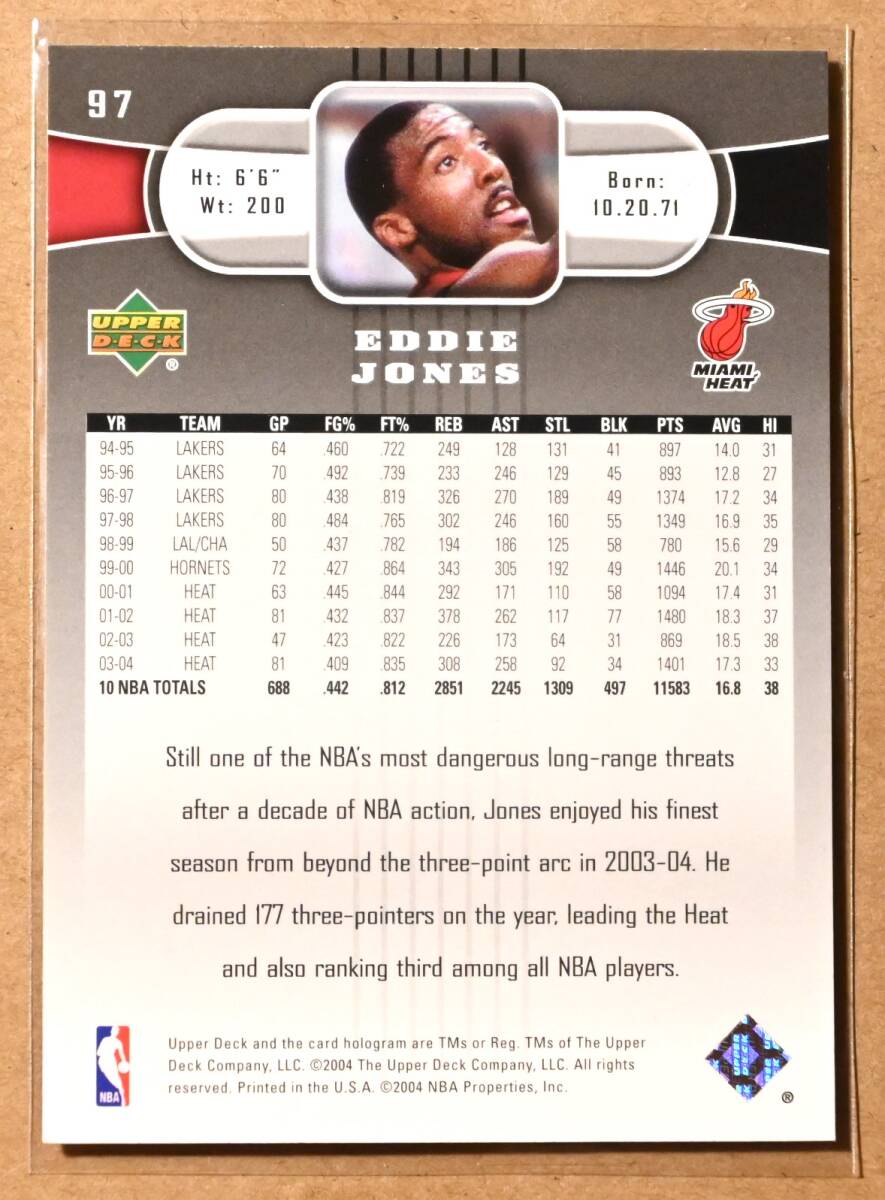 97
Ht: 6'6"
Wt: 200
Born:
10.20.71
UPPER
D·E·C·K
®
EDDIE
JONES
MIAMI
HEAT
YR TEAM GP FG% FT% REB AST STL BLK PTS AVG HI
94-95 LAKERS 64 .460 .722 249 128 131 41 897 14.0 31
95-96 LAKERS 70 .492 .739 233 246 129 45 893 12.8 27
96-97 LAKERS 80 .438 .819 326 270 189 49 1374 17.2 34
97-98 LAKERS 80 .484 .765 302 246 160 55 1349 16.9 35
98-99 LAL/CHA 50 .437 .782 194 186 125 58 780 15.6 29
99-00 HORNETS 72 .427 .864 343 305 192 49 1446 20.1 34
00-01 HEAT 63 .445 .844 292 171 110 58 1094 17.4 31
01-02 HEAT 81 .432 .837 378 262 117 77 1480 18.3 37
02-03 HEAT 47 .423 .822 226 173 64 31 869 18.5 38
03-04 HEAT 81 .409 .835 308 258 92 34 1401 17.3 33
10 NBA TOTALS 688 .442 .812 2851 2245 1309 497 11583 16.8 38
Still one of the NBA's most dangerous long-range threats
after a decade of NBA action, Jones enjoyed his finest
season from beyond the three-point arc in 2003-04. He
drained 177 three-pointers on the year, leading the Heat
and also ranking third among all NBA players.
NBA
Upper Deck and the card hologram are TMs or Reg. TMs of The Upper
Deck Company, LLC. ©2004 The Upper Deck Company, LLC. All rights
reserved. Printed in the U.S.A. ©2004 NBA Properties, Inc.
UPPER
DECK
®